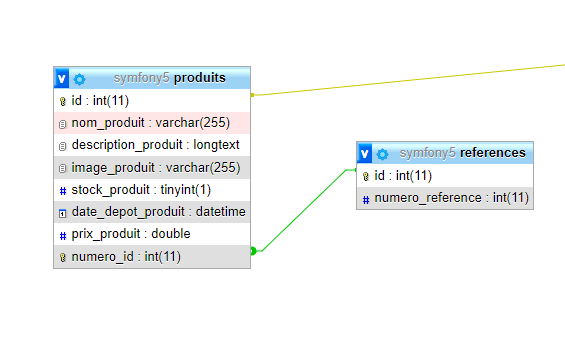 symfony5 produits
id : int(11)
nom_produit : varchar(255)
description_produit : longtext
image_produit : varchar(255)
# stock_produit : tinyint(1)
date_depot_produit : datetime
# prix_produit : double
numero_id : int(11)
symfony5 references
id : int(11)
# numero_reference : int(11)